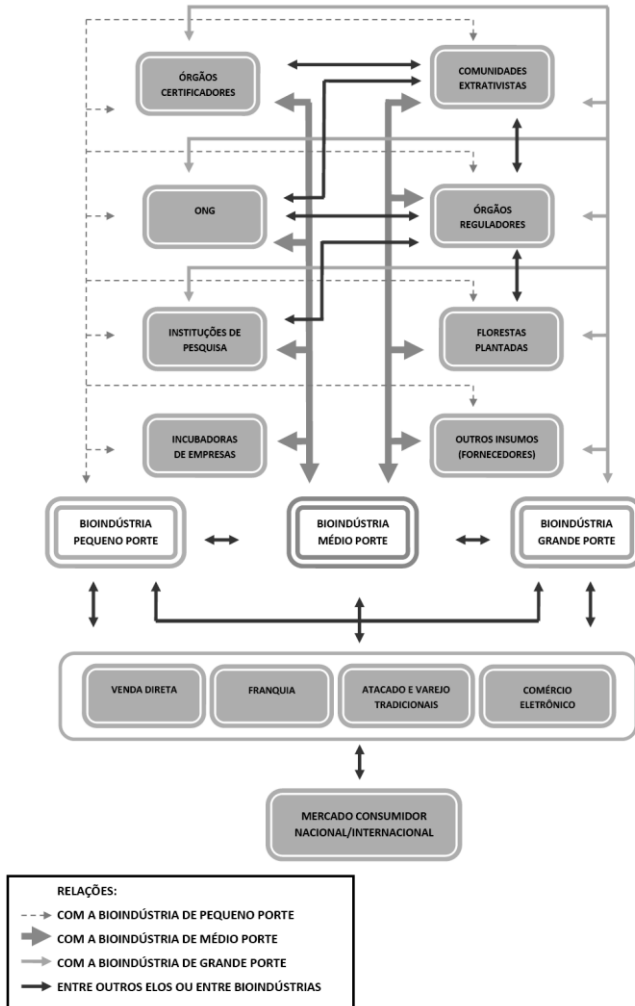 ÓRGÃOS
CERTIFICADORES
COMUNIDADES
EXTRATIVISTAS
ONG
ÓRGÃOS
REGULADORES
INSTITUÇÕES DE
PESQUISA
FLORESTAS
PLANTADAS
INCUBADORAS
DE EMPRESAS
OUTROS INSUMOS
(FORNECEDORES)
BIOINDÚSTRIA
PEQUENO PORTE
BIOINDÚSTRIA
MÉDIO PORTE
BIOINDÚSTRIA
GRANDE PORTE
VENDA DIRETA
FRANQUIA
ATACADO E VAREJO
TRADICIONAIS
COMÉRCIO
ELETRÔNICO
MERCADO CONSUMIDOR
NACIONAL/INTERNACIONAL
RELAÇÕES:
COM A BIOINDÚSTRIA DE PEQUENO PORTE
COM A BIOINDÚSTRIA DE MÉDIO PORTE
COM A BIOINDÚSTRIA DE GRANDE PORTE
ENTRE OUTROS ELOS OU ENTRE BIOINDÚSTRIAS